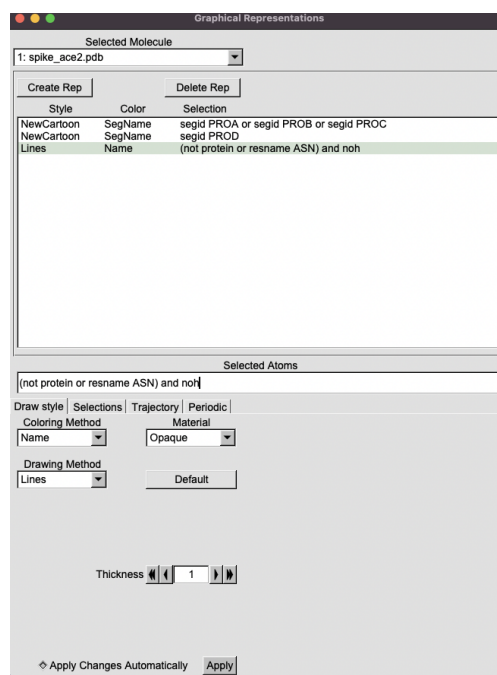 Graphical Representations
Selected Molecule
1: spike_ace2.pdb
Create Rep Delete Rep
Style Color Selection
NewCartoon SegName segid PROA or segid PROB or segid PROC
NewCartoon SegName segid PROD
Lines Name (not protein or resname ASN) and noh
Selected Atoms
(not protein or resname ASN) and noh
Draw style Selections Trajectory Periodic
Coloring Method Material
Name Opaque
Drawing Method
Lines Default
Thickness 1
Apply Changes Automatically Apply